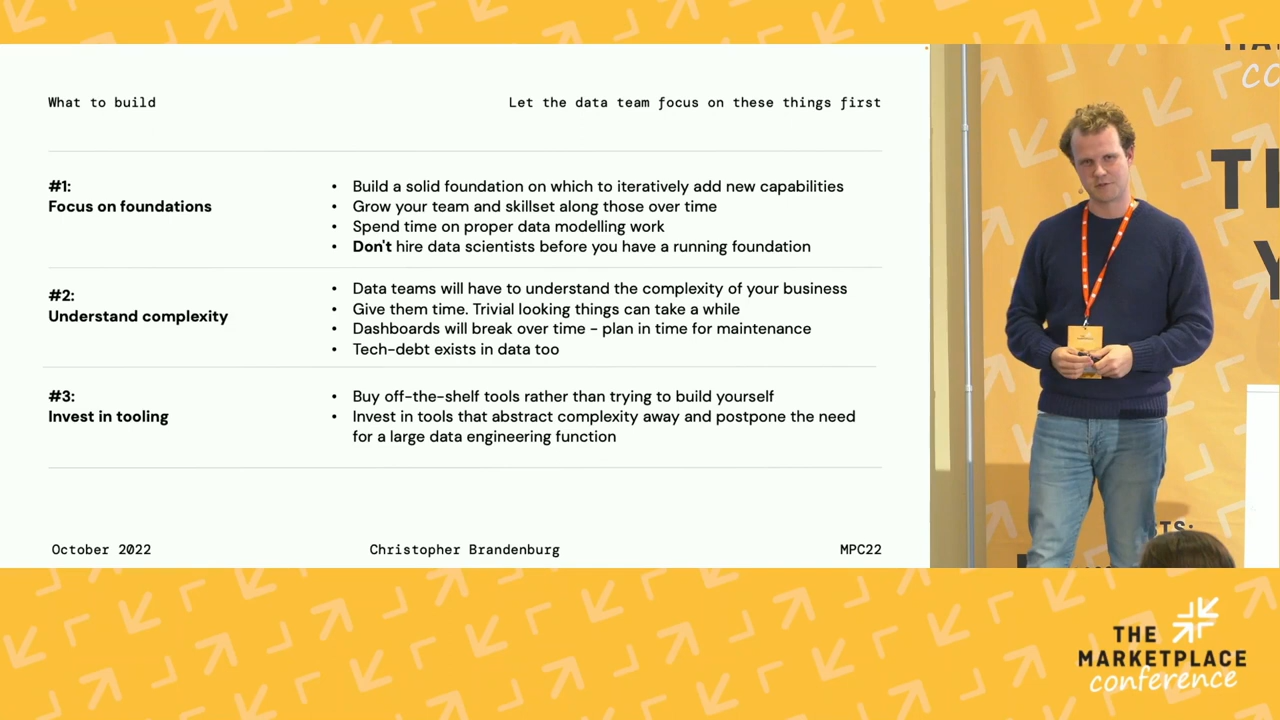 What to build
Let the data team focus on these things first
#1:
Focus on foundations
• Build a solid foundation on which to iteratively add new capabilities
• Grow your team and skillset along those over time
• Spend time on proper data modelling work
• Don't hire data scientists before you have a running foundation
#2:
Understand complexity
• Data teams will have to understand the complexity of your business
• Give them time. Trivial looking things can take a while
• Dashboards will break over time - plan in time for maintenance
• Tech-debt exists in data too
#3:
Invest in tooling
• Buy off-the-shelf tools rather than trying to build yourself
• Invest in tools that abstract complexity away and postpone the need
for a large data engineering function
October 2022
Christopher Brandenburg
MPC22
co
Y
THE
MARKETPLACE
conference